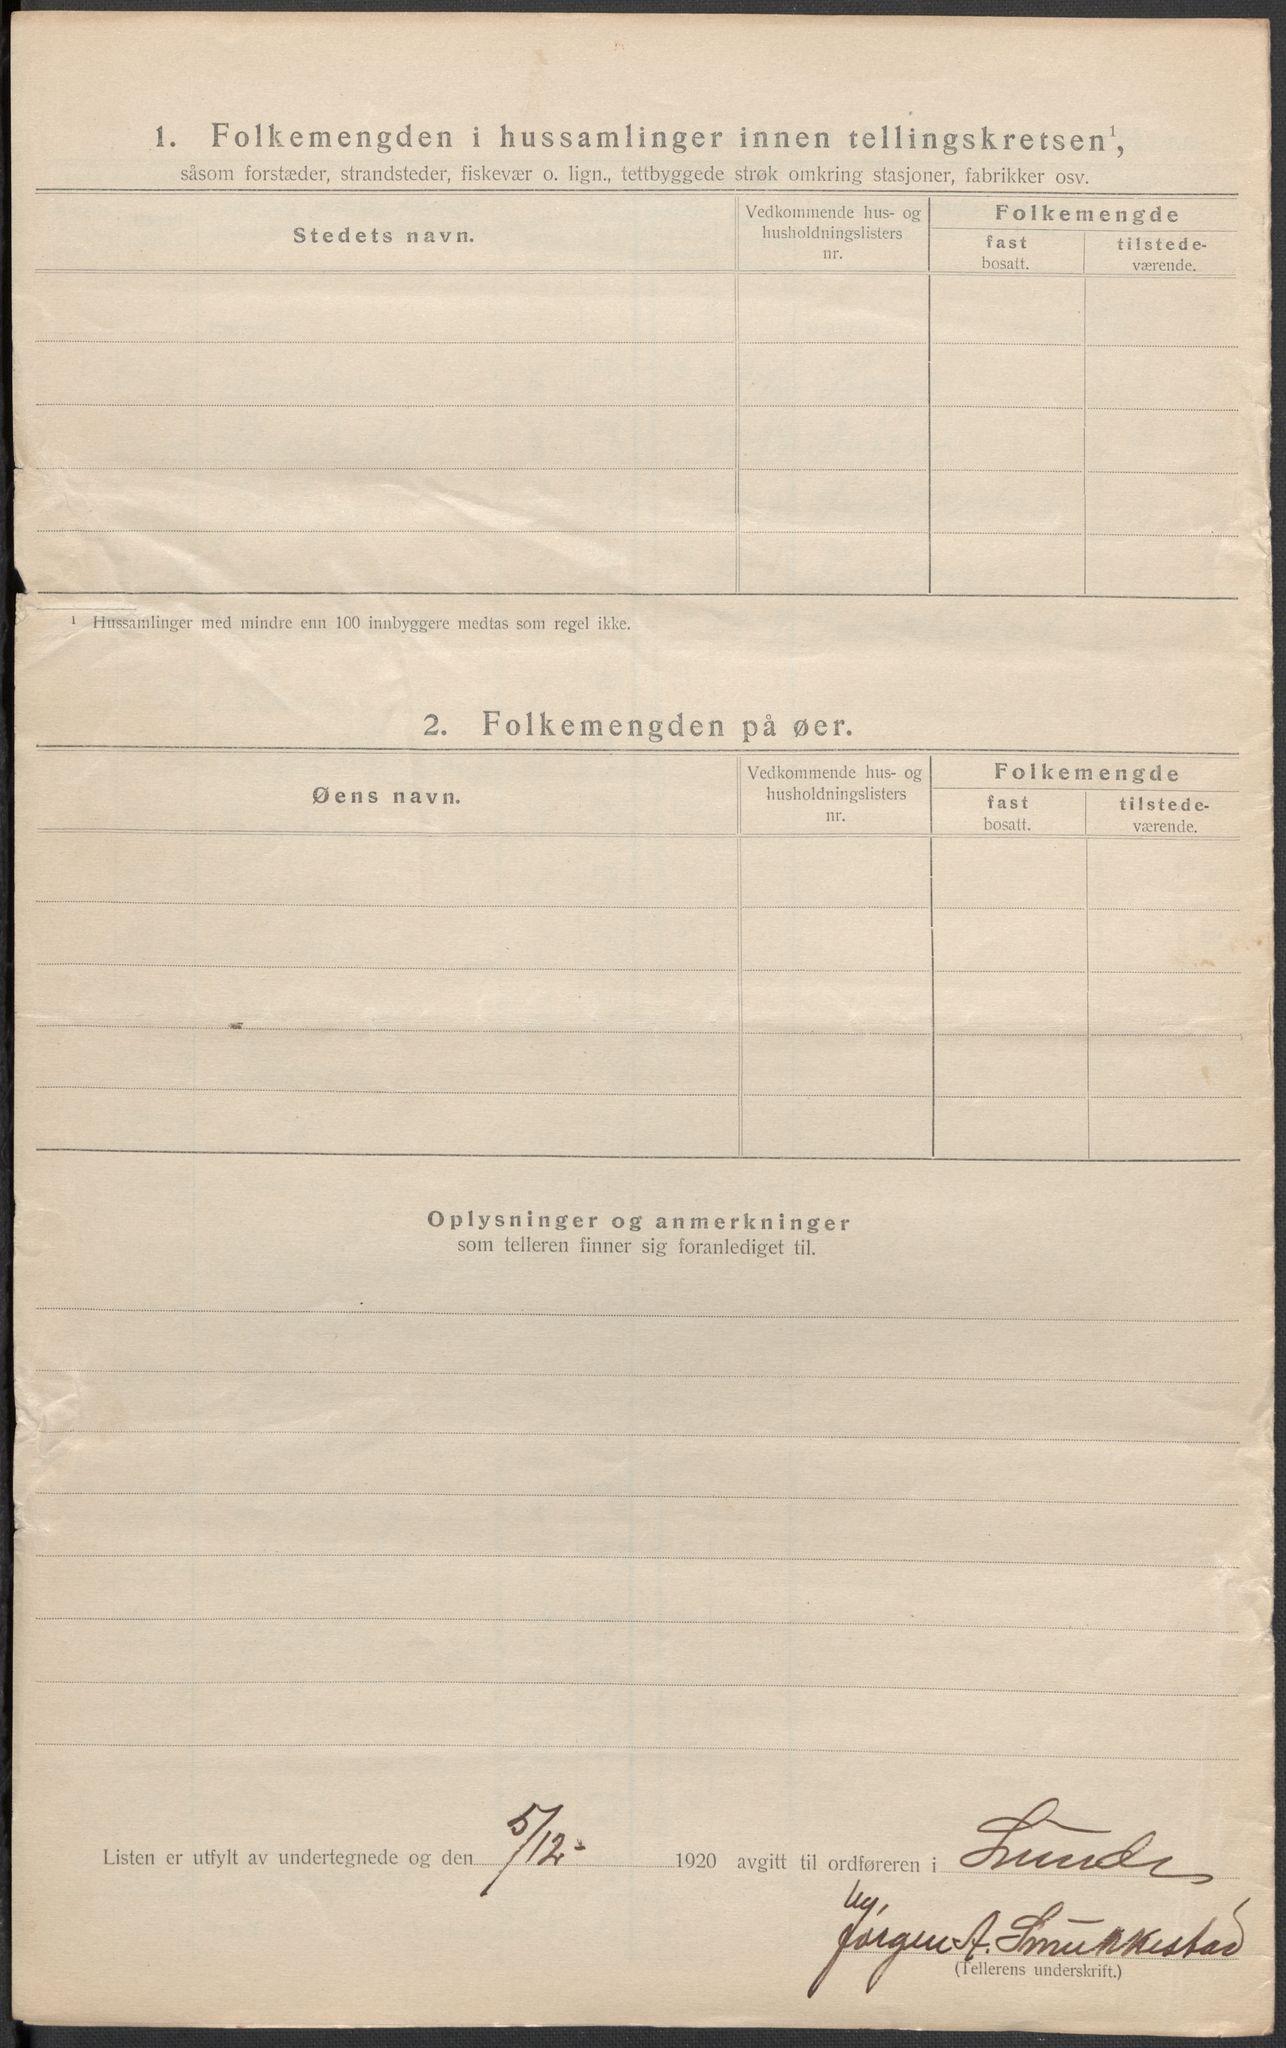 1. Folkemengden i hussamlinger innen tellingskretsen¹,
såsom forstæder, strandsteder, fiskevær o. lign., tettbyggede strøk omkring stasjoner, fabrikker osv.
Stedets navn.
Vedkommende hus- og
husholdningslisters
nr.
Folkemengde
fast
bosatt.
tilstede-
værende.
¹ Hussamlinger med mindre enn 100 innbyggere medtas som regel ikke.
2. Folkemengden på øer.
Øens navn.
Vedkommende hus- og
husholdningslisters
nr.
Folkemengde
fast
bosatt.
tilstede-
værende.
Oplysninger og anmerkninger
som telleren finner sig foranlediget til.
Listen er utfylt av undertegnede og den 5/12 1920 avgitt til ordføreren i Lunde
Jørgen A. Smukkestad
(Tellerens underskrift.)